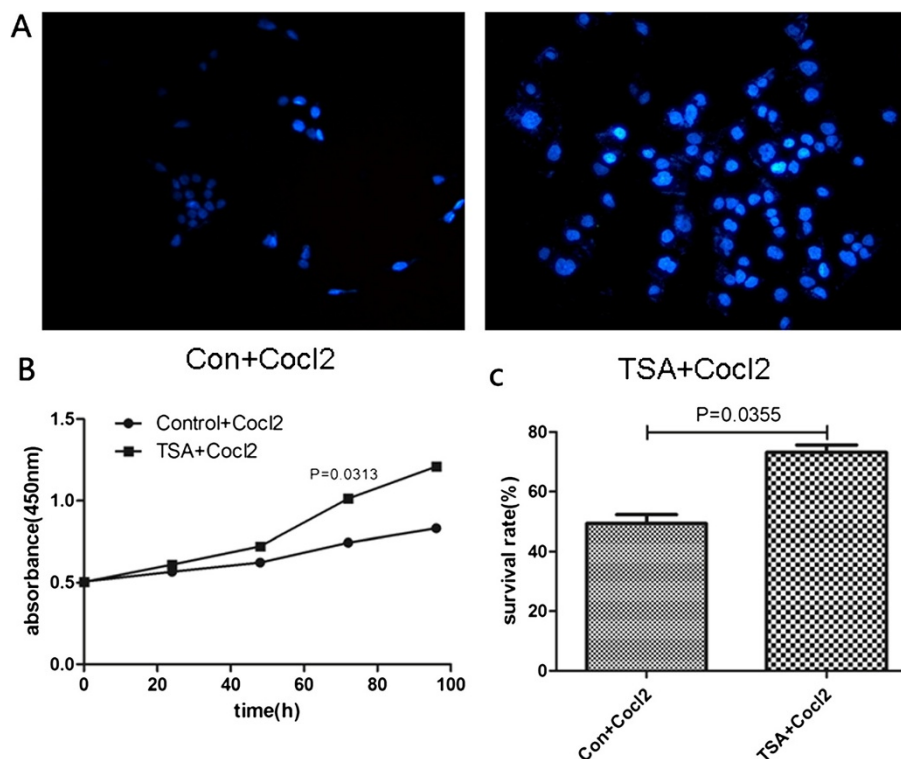 A
Con+Cocl2
TSA+Cocl2
B
1.5
1.0
0.5
0.0
absorbance(450nm)
Control+Cocl2
TSA+Cocl2
P=0.0313
0
20
40
60
80
100
time(h)
C
P=0.0355
80
60
40
20
0
survival rate(%)
Con+Cocl2
TSA+Cocl2